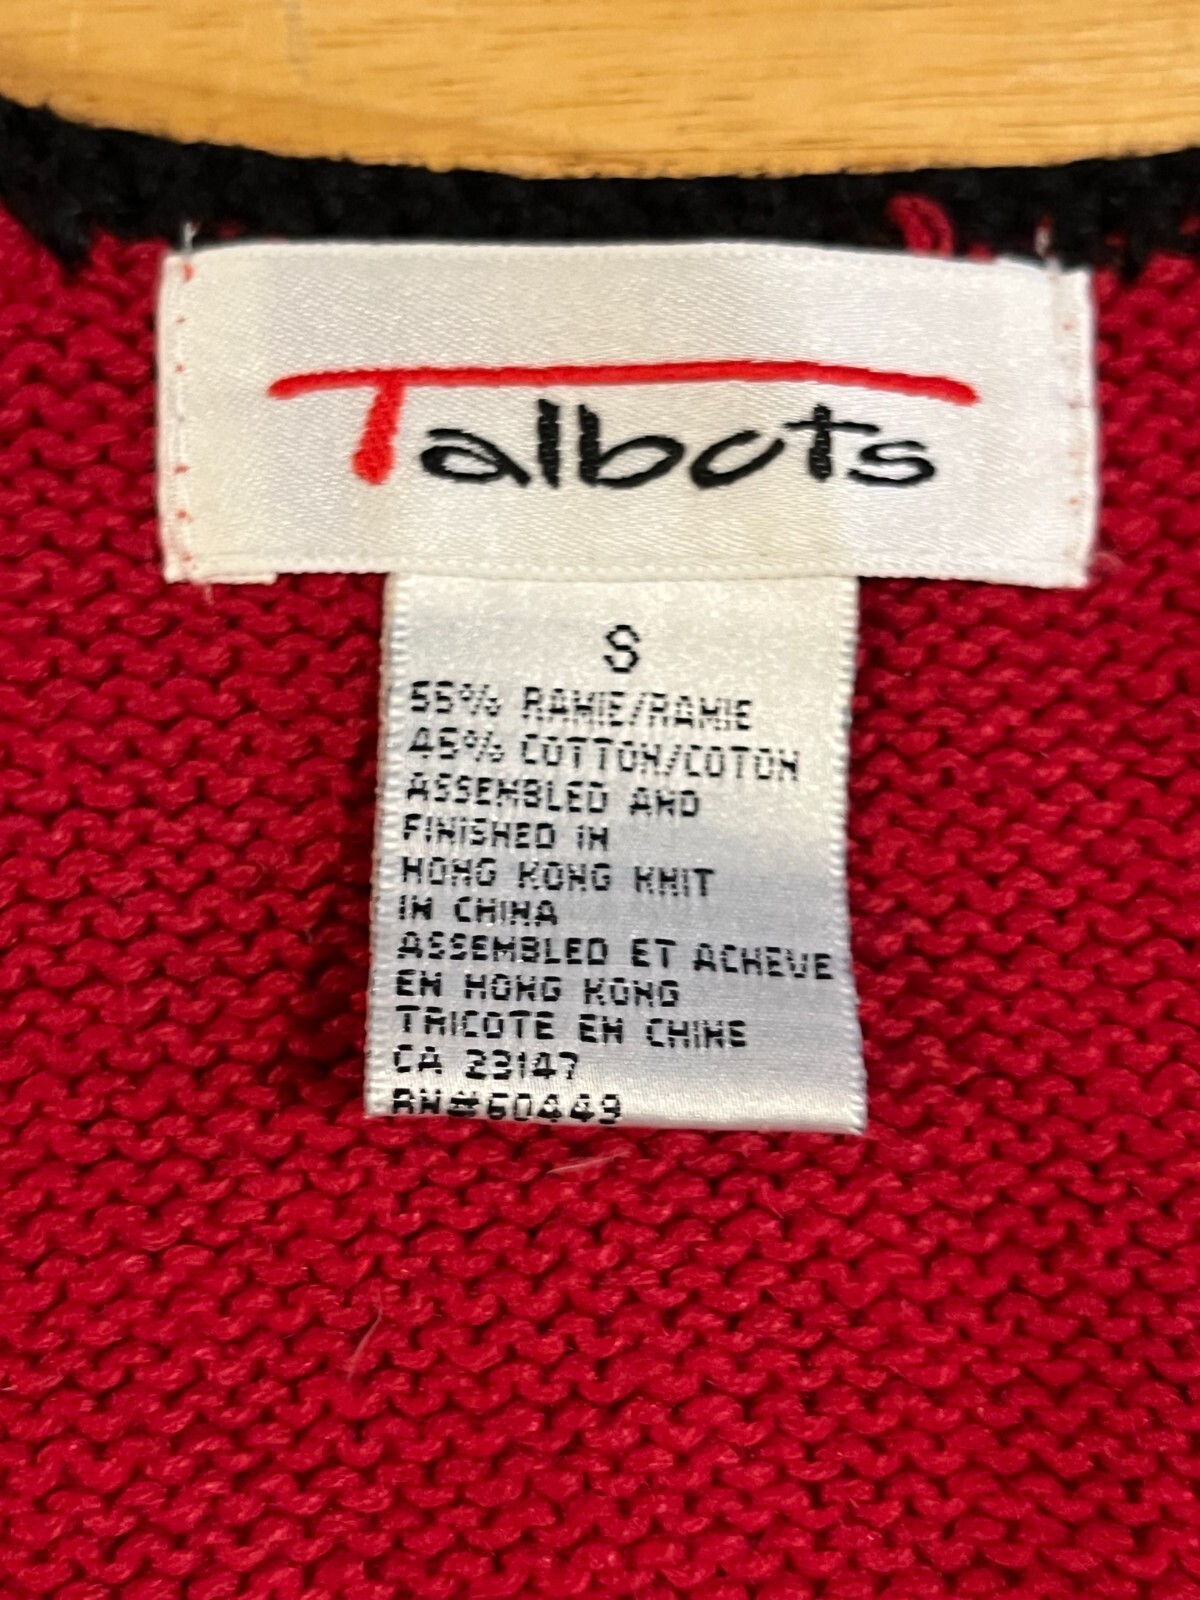 Talbots
S
55% RAMIE/RAMIE
45% COTTON/COTON
ASSEMBLED AND
FINISHED IN
HONG KONG KNIT
IN CHINA
ASSEMBLED ET ACHEVE
EN HONG KONG
TRICOTE EN CHINE
CA 23147
RN#60449